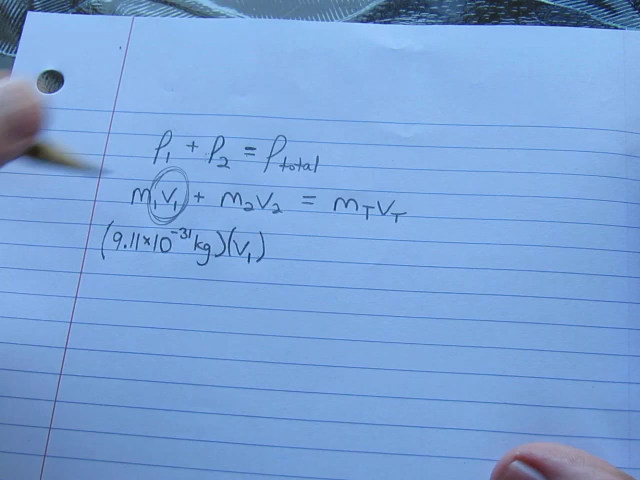 P₁ + P₂ = Ptotal
m₁v₁ + m₂v₂ = mTvT
(9.11×10⁻³¹ kg)(v₁)